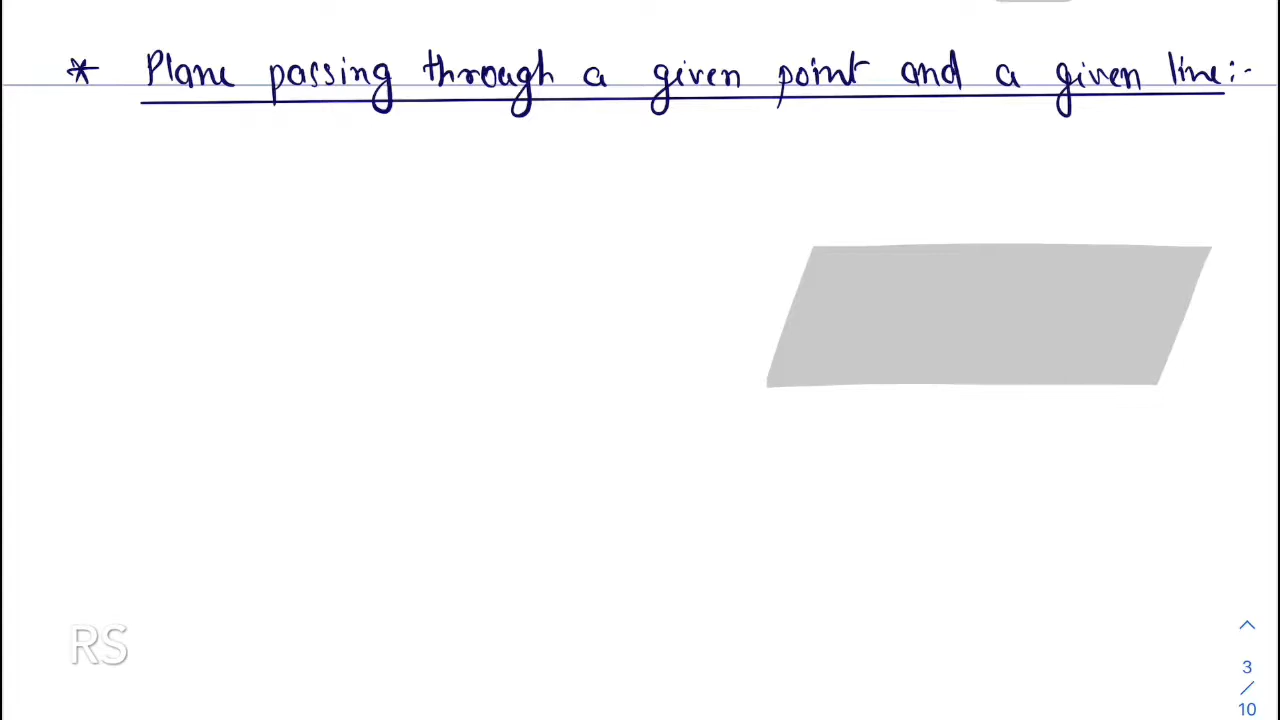 * Plane passing through a given point and a given line:-
RS
3
/
10